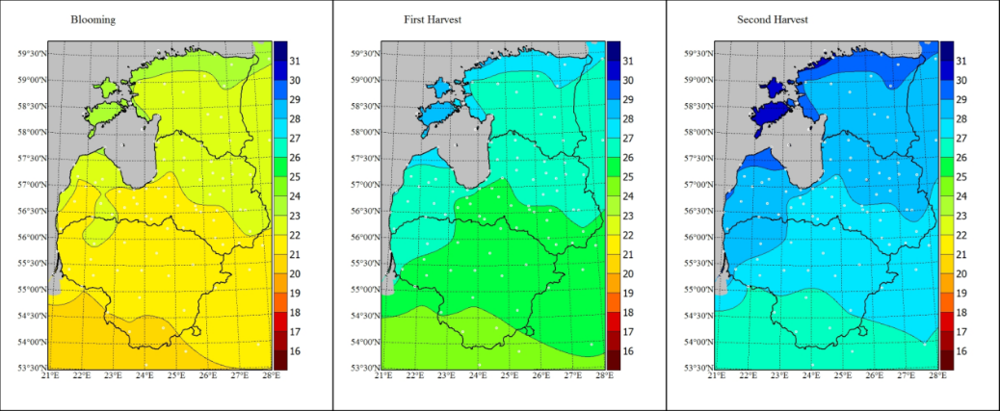 Blooming
59°30'N
59°00'N
58°30'N
58°00'N
57°30'N
57°00'N
56°30'N
56°00'N
55°30'N
55°00'N
54°30'N
54°00'N
53°30'N
21°E 22°E 23°E 24°E 25°E 26°E 27°E 28°E
31
30
29
28
27
26
25
24
23
22
21
20
19
18
17
16
First Harvest
59°30'N
59°00'N
58°30'N
58°00'N
57°30'N
57°00'N
56°30'N
56°00'N
55°30'N
55°00'N
54°30'N
54°00'N
53°30'N
21°E 22°E 23°E 24°E 25°E 26°E 27°E 28°E
31
30
29
28
27
26
25
24
23
22
21
20
19
18
17
16
Second Harvest
59°30'N
59°00'N
58°30'N
58°00'N
57°30'N
57°00'N
56°30'N
56°00'N
55°30'N
55°00'N
54°30'N
54°00'N
53°30'N
21°E 22°E 23°E 24°E 25°E 26°E 27°E 28°E
31
30
29
28
27
26
25
24
23
22
21
20
19
18
17
16